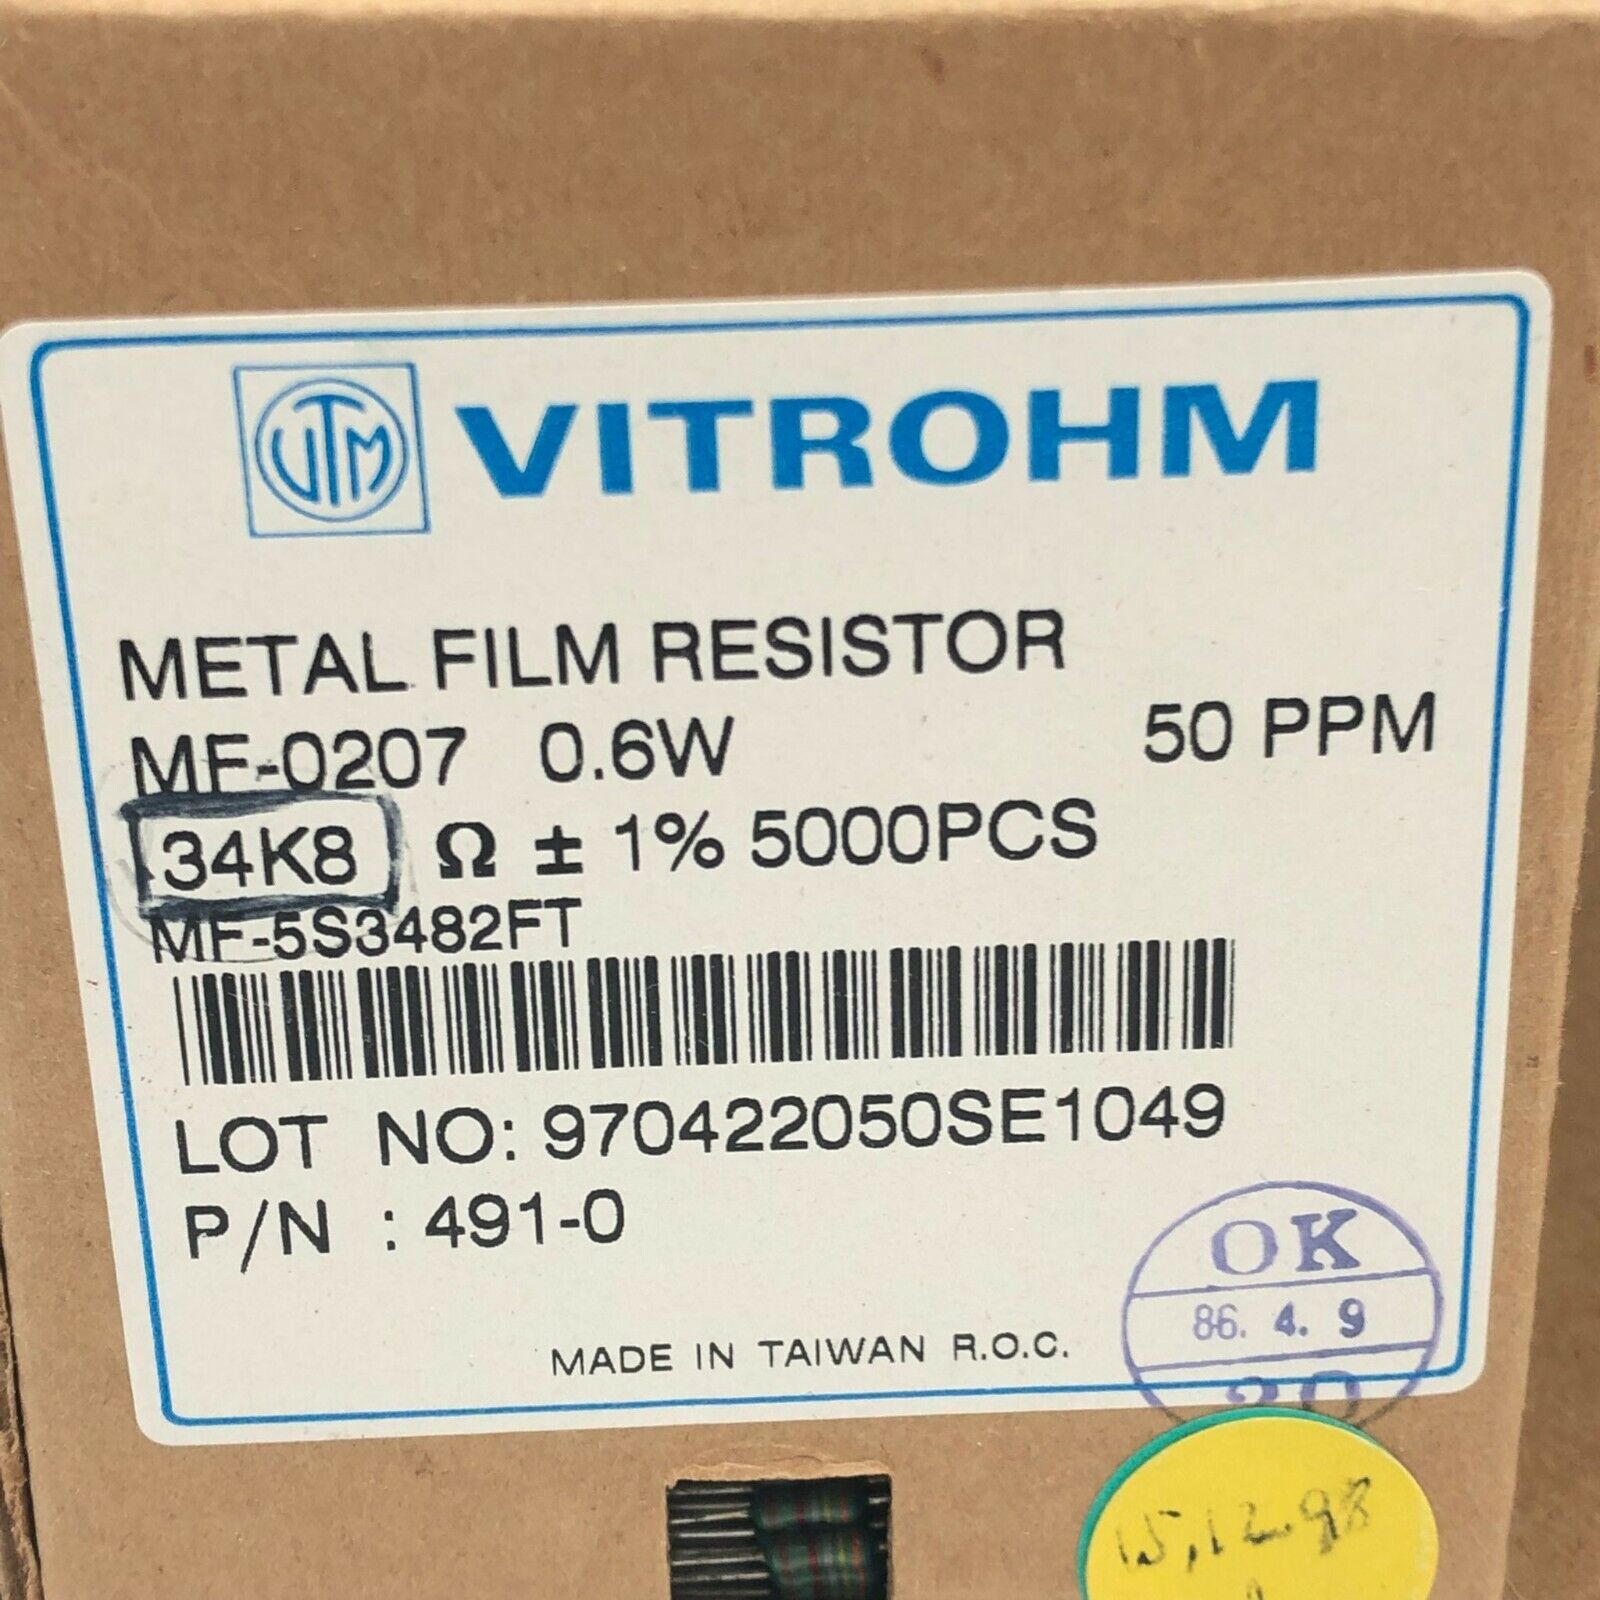 VTM VITROHM
METAL FILM RESISTOR
MF-0207 0.6W 50 PPM
34K8 Ω ± 1% 5000PCS
MF-5S3482FT
LOT NO: 970422050SE1049
P/N : 491-0
OK
86. 4. 9
MADE IN TAIWAN R.O.C.
15,12.98